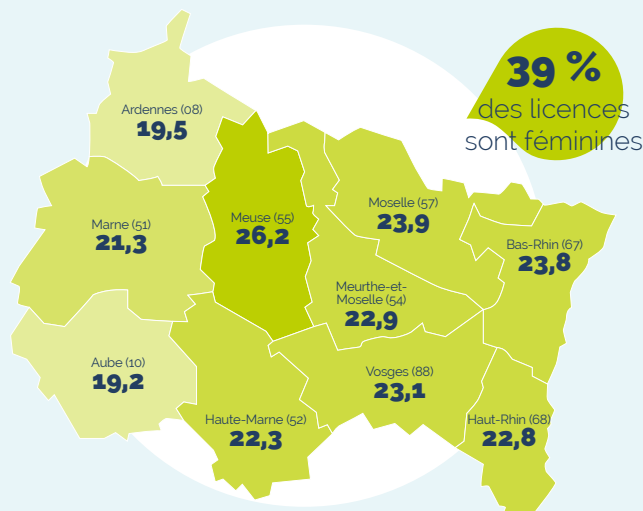 39 %
des licences
sont féminines
Ardennes (08)
19,5
Marne (51)
21,3
Meuse (55)
26,2
Moselle (57)
23,9
Bas-Rhin (67)
23,8
Meurthe-et-
Moselle (54)
22,9
Aube (10)
19,2
Vosges (88)
23,1
Haute-Marne (52)
22,3
Haut-Rhin (68)
22,8